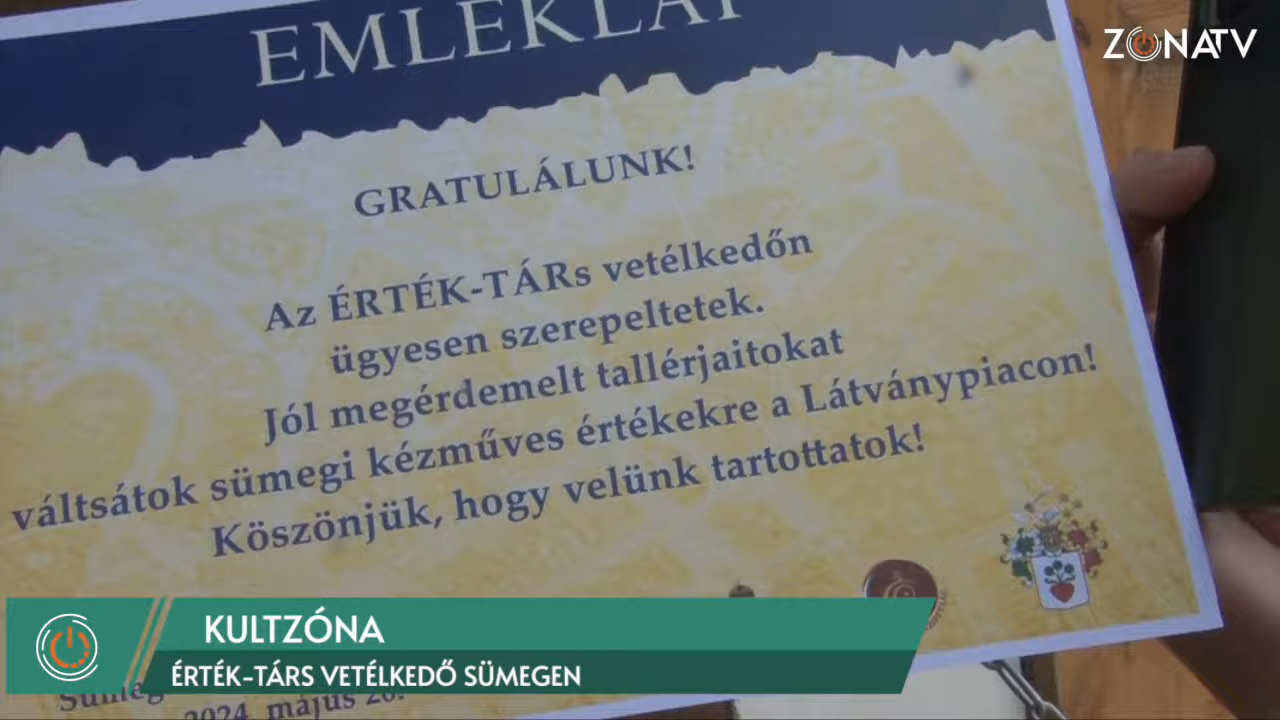 EMLÉKLAP
ZONATV
GRATULÁLUNK!
Az ÉRTÉK-TÁRs vetélkedőn
ügyesen szerepeltetek.
Jól megérdemelt tallérjaitokat
váltsátok sümegi kézműves értékekre a Látványpiacon!
Köszönjük, hogy velünk tartottatok!
KULTZÓNA
ÉRTÉK-TÁRS VETÉLKEDŐ SÜMEGEN
2024. május